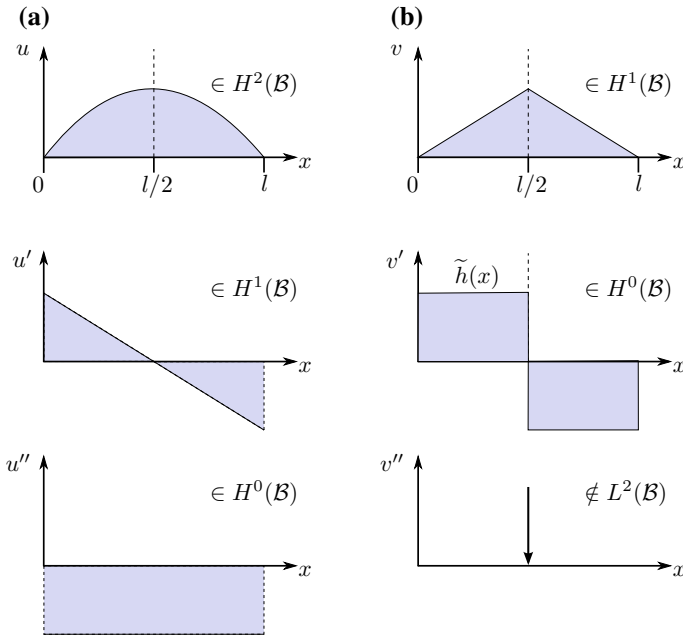 (a)
u
∈ H²(ℬ)
x
0
l/2
l
u′
∈ H¹(ℬ)
x
u″
∈ H⁰(ℬ)
x
(b)
v
∈ H¹(ℬ)
x
0
l/2
l
v′
h̃(x)
∈ H⁰(ℬ)
x
v″
∉ L²(ℬ)
x